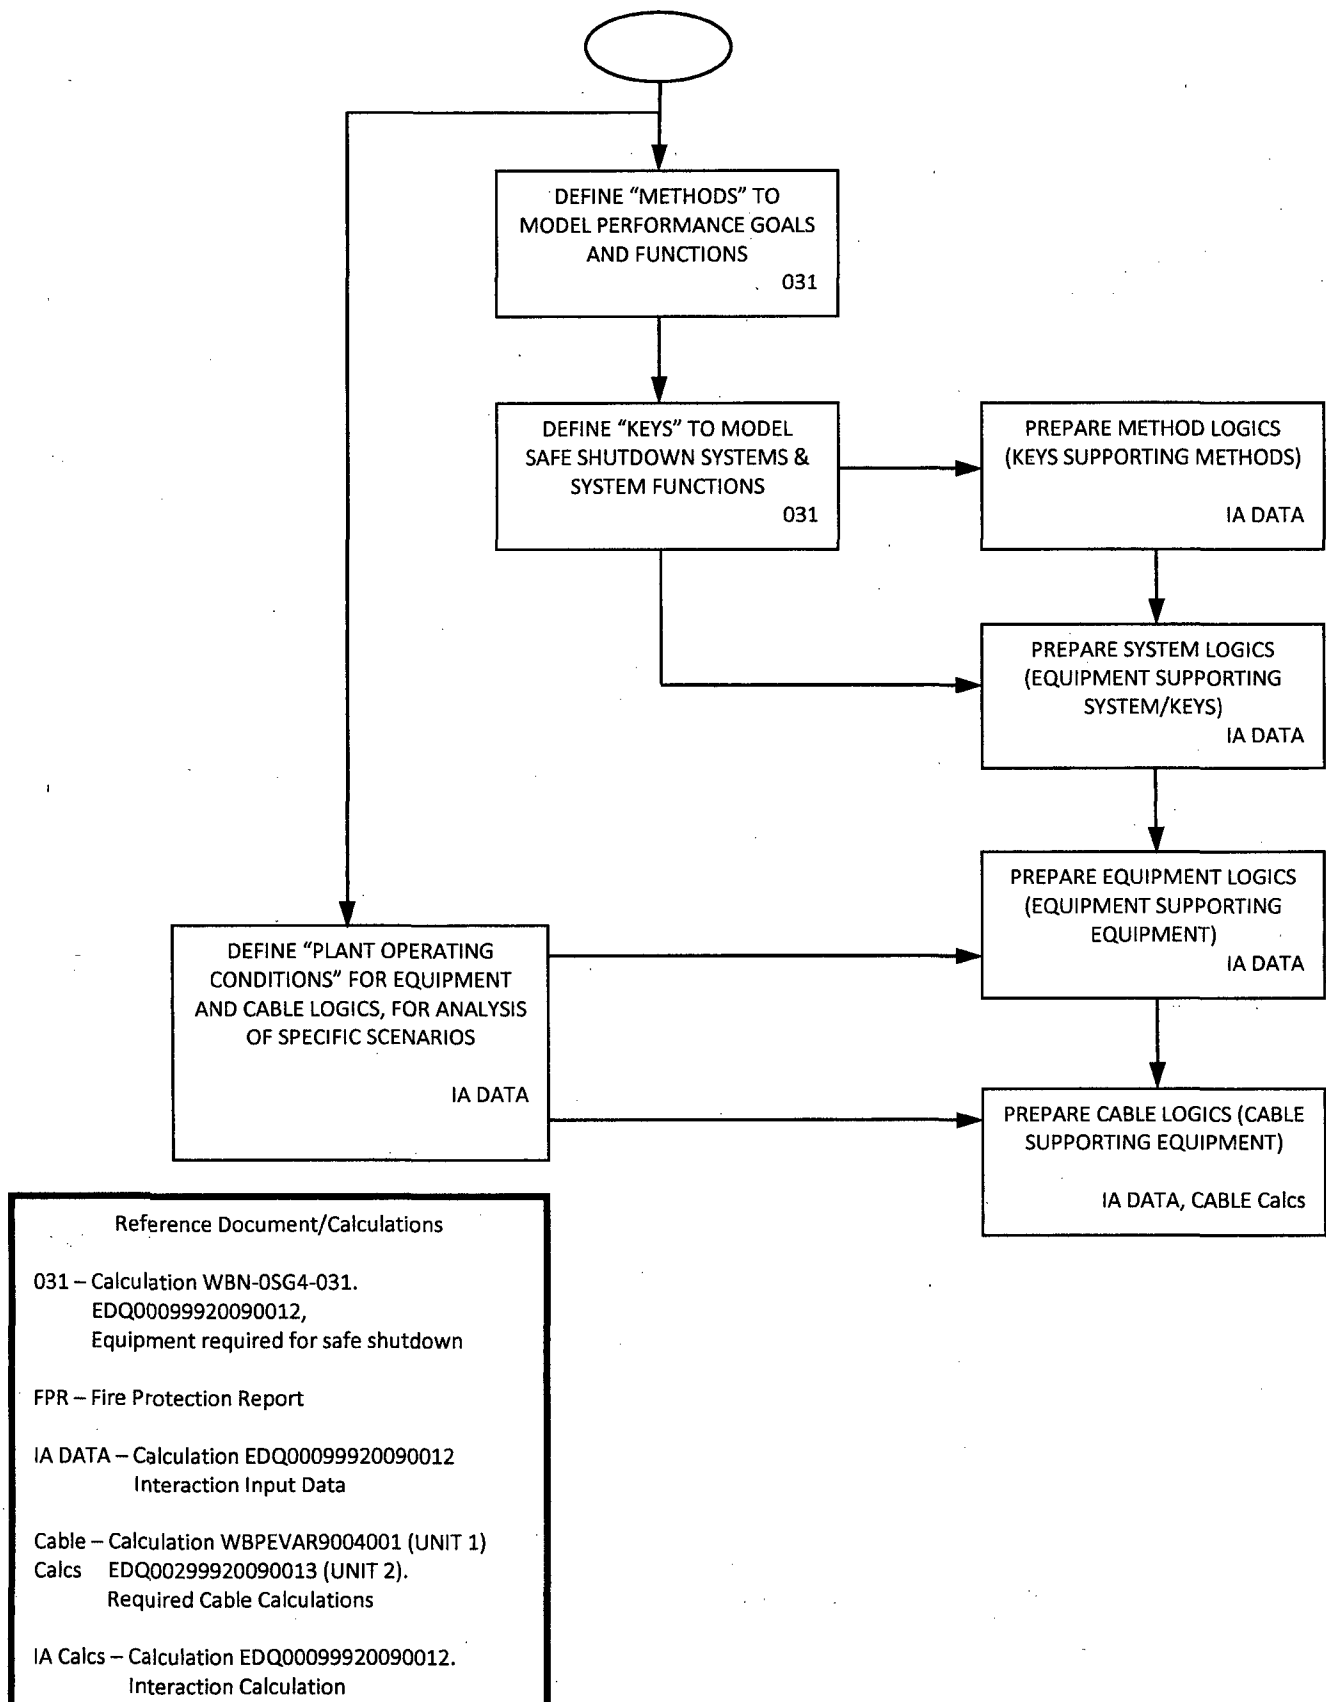 DEFINE “METHODS” TO
MODEL PERFORMANCE GOALS
AND FUNCTIONS
031
DEFINE “KEYS” TO MODEL
SAFE SHUTDOWN SYSTEMS &
SYSTEM FUNCTIONS
031
PREPARE METHOD LOGICS
(KEYS SUPPORTING METHODS)
IA DATA
PREPARE SYSTEM LOGICS
(EQUIPMENT SUPPORTING
SYSTEM/KEYS)
IA DATA
PREPARE EQUIPMENT LOGICS
(EQUIPMENT SUPPORTING
EQUIPMENT)
IA DATA
DEFINE “PLANT OPERATING
CONDITIONS” FOR EQUIPMENT
AND CABLE LOGICS, FOR ANALYSIS
OF SPECIFIC SCENARIOS
IA DATA
PREPARE CABLE LOGICS (CABLE
SUPPORTING EQUIPMENT)
IA DATA, CABLE Calcs
Reference Document/Calculations
031 – Calculation WBN-0SG4-031.
EDQ00099920090012,
Equipment required for safe shutdown
FPR – Fire Protection Report
IA DATA – Calculation EDQ00099920090012
Interaction Input Data
Cable – Calculation WBPEVAR9004001 (UNIT 1)
Calcs EDQ00299920090013 (UNIT 2).
Required Cable Calculations
IA Calcs – Calculation EDQ00099920090012.
Interaction Calculation